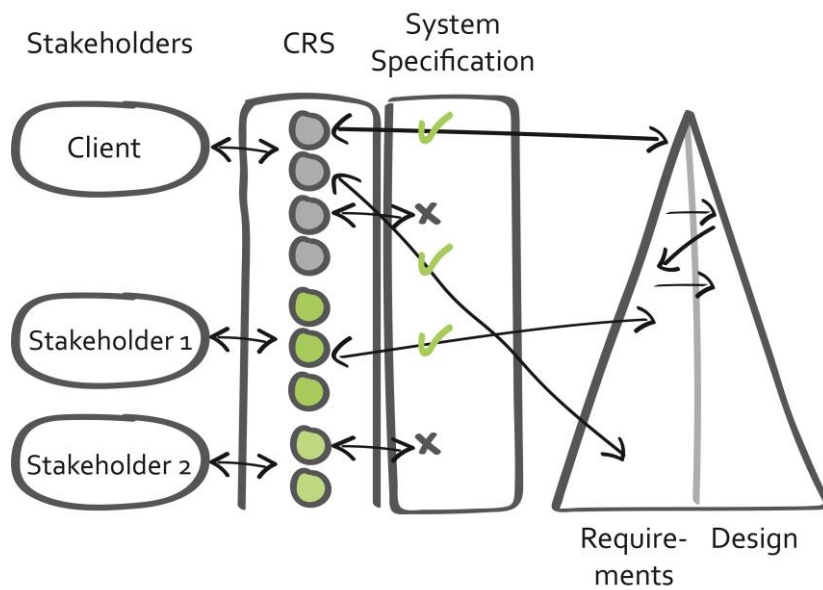 Stakeholders
CRS
System
Specification
Client
Stakeholder 1
Stakeholder 2
Require-
ments
Design